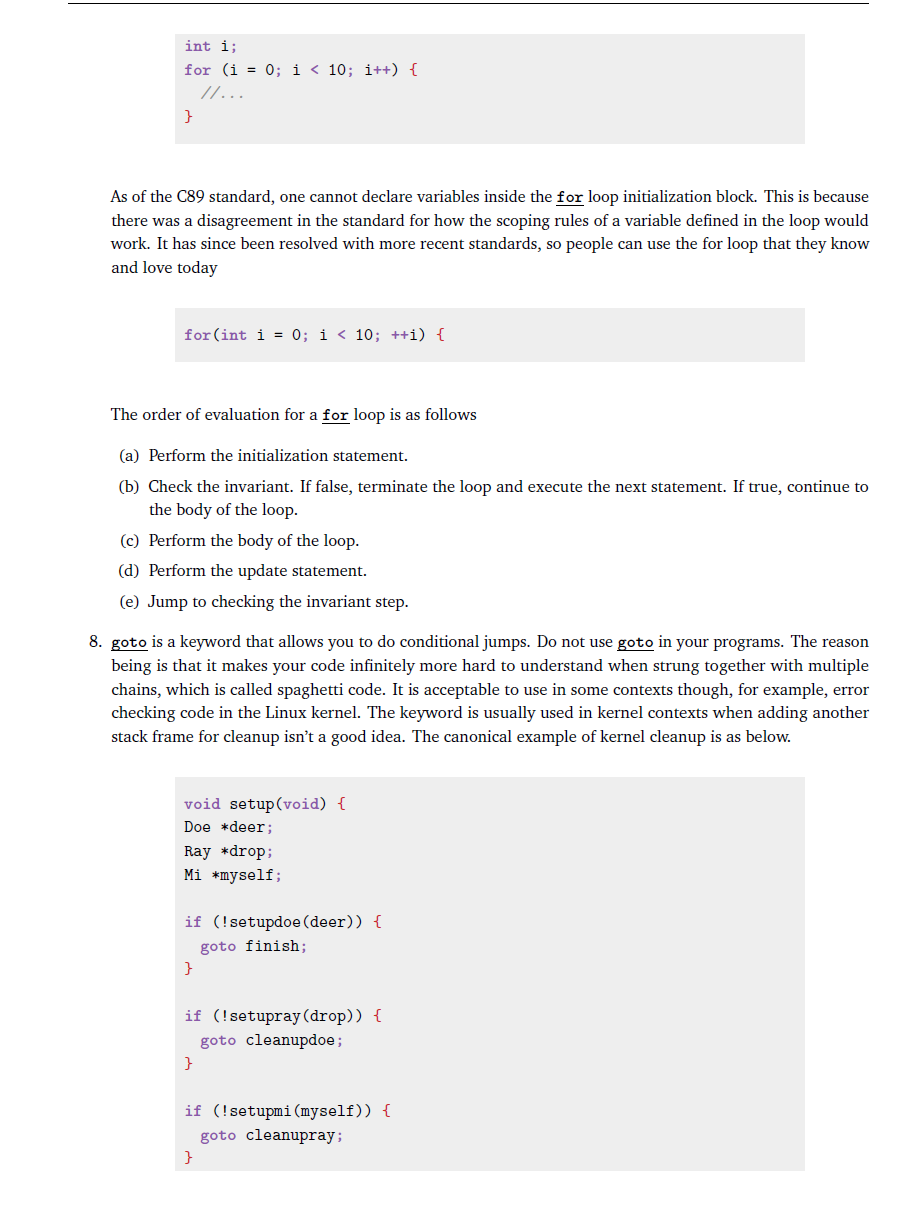 int i;
for (i = 0; i < 10; i++) {
//...
}
As of the C89 standard, one cannot declare variables inside the for loop initialization block. This is because
there was a disagreement in the standard for how the scoping rules of a variable defined in the loop would
work. It has since been resolved with more recent standards, so people can use the for loop that they know
and love today
for(int i = 0; i < 10; ++i) {
The order of evaluation for a for loop is as follows
(a) Perform the initialization statement.
(b) Check the invariant. If false, terminate the loop and execute the next statement. If true, continue to
the body of the loop.
(c) Perform the body of the loop.
(d) Perform the update statement.
(e) Jump to checking the invariant step.
8. goto is a keyword that allows you to do conditional jumps. Do not use goto in your programs. The reason
being is that it makes your code infinitely more hard to understand when strung together with multiple
chains, which is called spaghetti code. It is acceptable to use in some contexts though, for example, error
checking code in the Linux kernel. The keyword is usually used in kernel contexts when adding another
stack frame for cleanup isn't a good idea. The canonical example of kernel cleanup is as below.
void setup(void) {
Doe *deer;
Ray *drop;
Mi *myself;
if (!setupdoe(deer)) {
goto finish;
}
if (!setupray(drop)) {
goto cleanupdoe;
}
if (!setupmi(myself)) {
goto cleanupray;
}